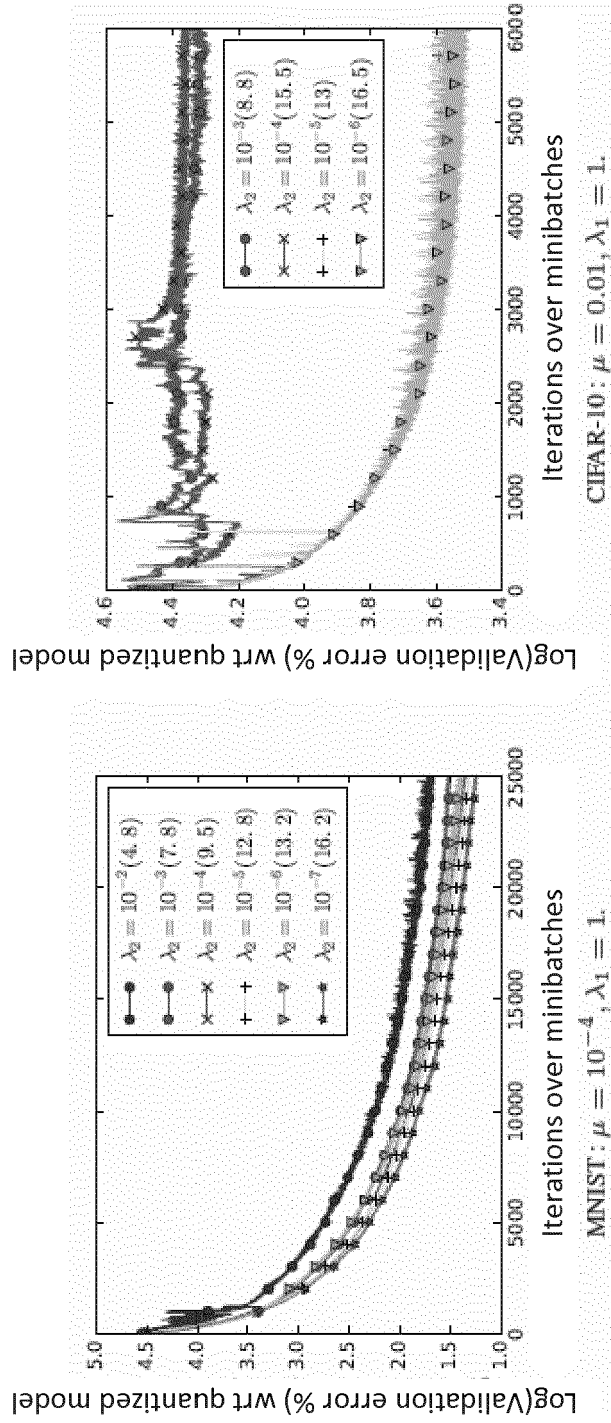 Log(Validation error %) wrt quantized model
5.0
4.5
4.0
3.5
3.0
2.5
2.0
1.5
1.0
0
5000
10000
15000
20000
25000
λ₂ = 10⁻²(4.8)
λ₂ = 10⁻³(7.8)
λ₂ = 10⁻⁴(9.5)
λ₂ = 10⁻⁵(12.8)
λ₂ = 10⁻⁶(13.2)
λ₂ = 10⁻⁷(16.2)
Iterations over minibatches
MNIST: μ = 10⁻⁴, λ₁ = 1.
Log(Validation error %) wrt quantized model
4.6
4.4
4.2
4.0
3.8
3.6
3.4
0
1000
2000
3000
4000
5000
6000
λ₂ = 10⁻³(8.8)
λ₂ = 10⁻⁴(15.5)
λ₂ = 10⁻⁵(13)
λ₂ = 10⁻⁶(16.5)
Iterations over minibatches
CIFAR-10: μ = 0.01, λ₁ = 1.